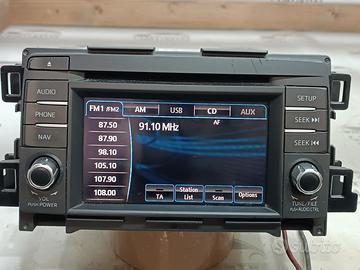 AUDIO
PHONE
NAV
VOL
PUSH POWER
FM1 /FM2
AM
USB
CD
AUX
87.50
87.90
98.10
105.10
107.90
108.00
91.10 MHz
AF
TA
Station
List
Scan
Options
SETUP
SEEK
SEEK
TUNE/FILE
PUSH AUDIO CTRL
subito